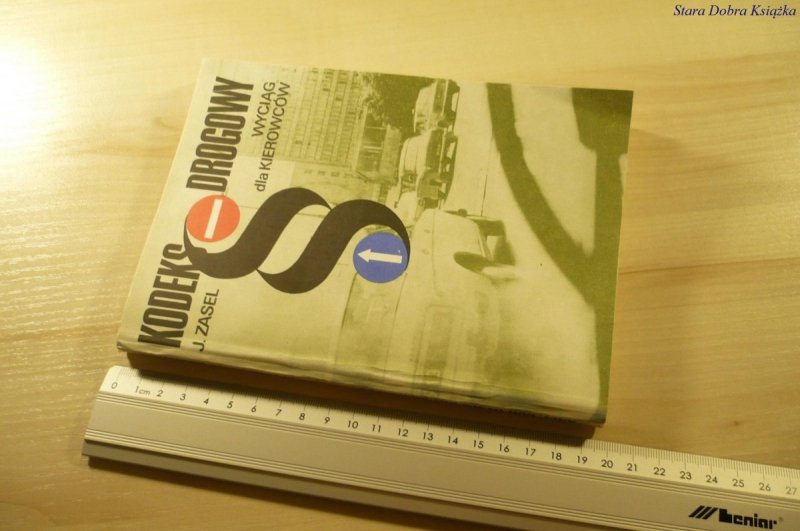 Stara Dobra Książka
KODEKS DROGOWY
WYCIĄG
dla KIEROWCÓW
J. ZASEL
0 1cm 2 3 4 5 6 7 8 9 10 11 12 13 14 15 16 17 18 19 20 21 22 23 24 25 26 27
leniar